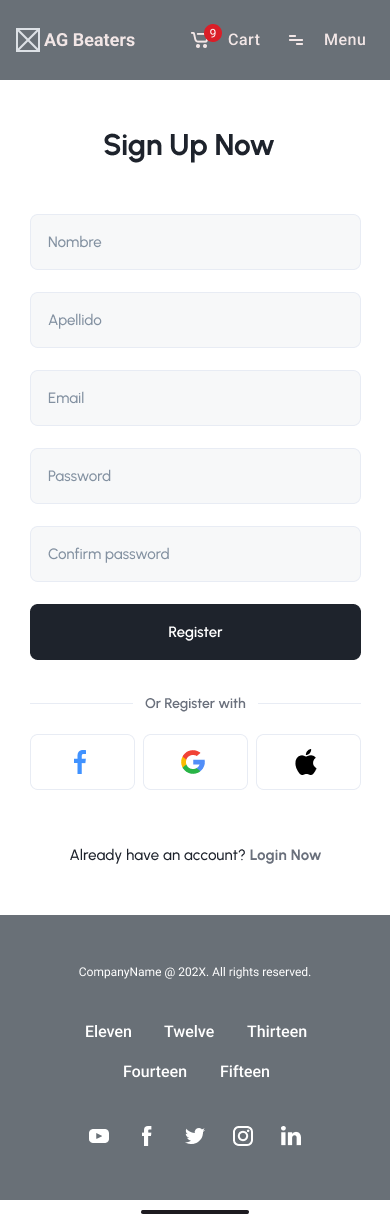 AG Beaters
9
Cart
Menu
Sign Up Now
Nombre
Apellido
Email
Password
Confirm password
Register
Or Register with
Already have an account? Login Now
CompanyName @ 202X. All rights reserved.
Eleven Twelve Thirteen
Fourteen Fifteen